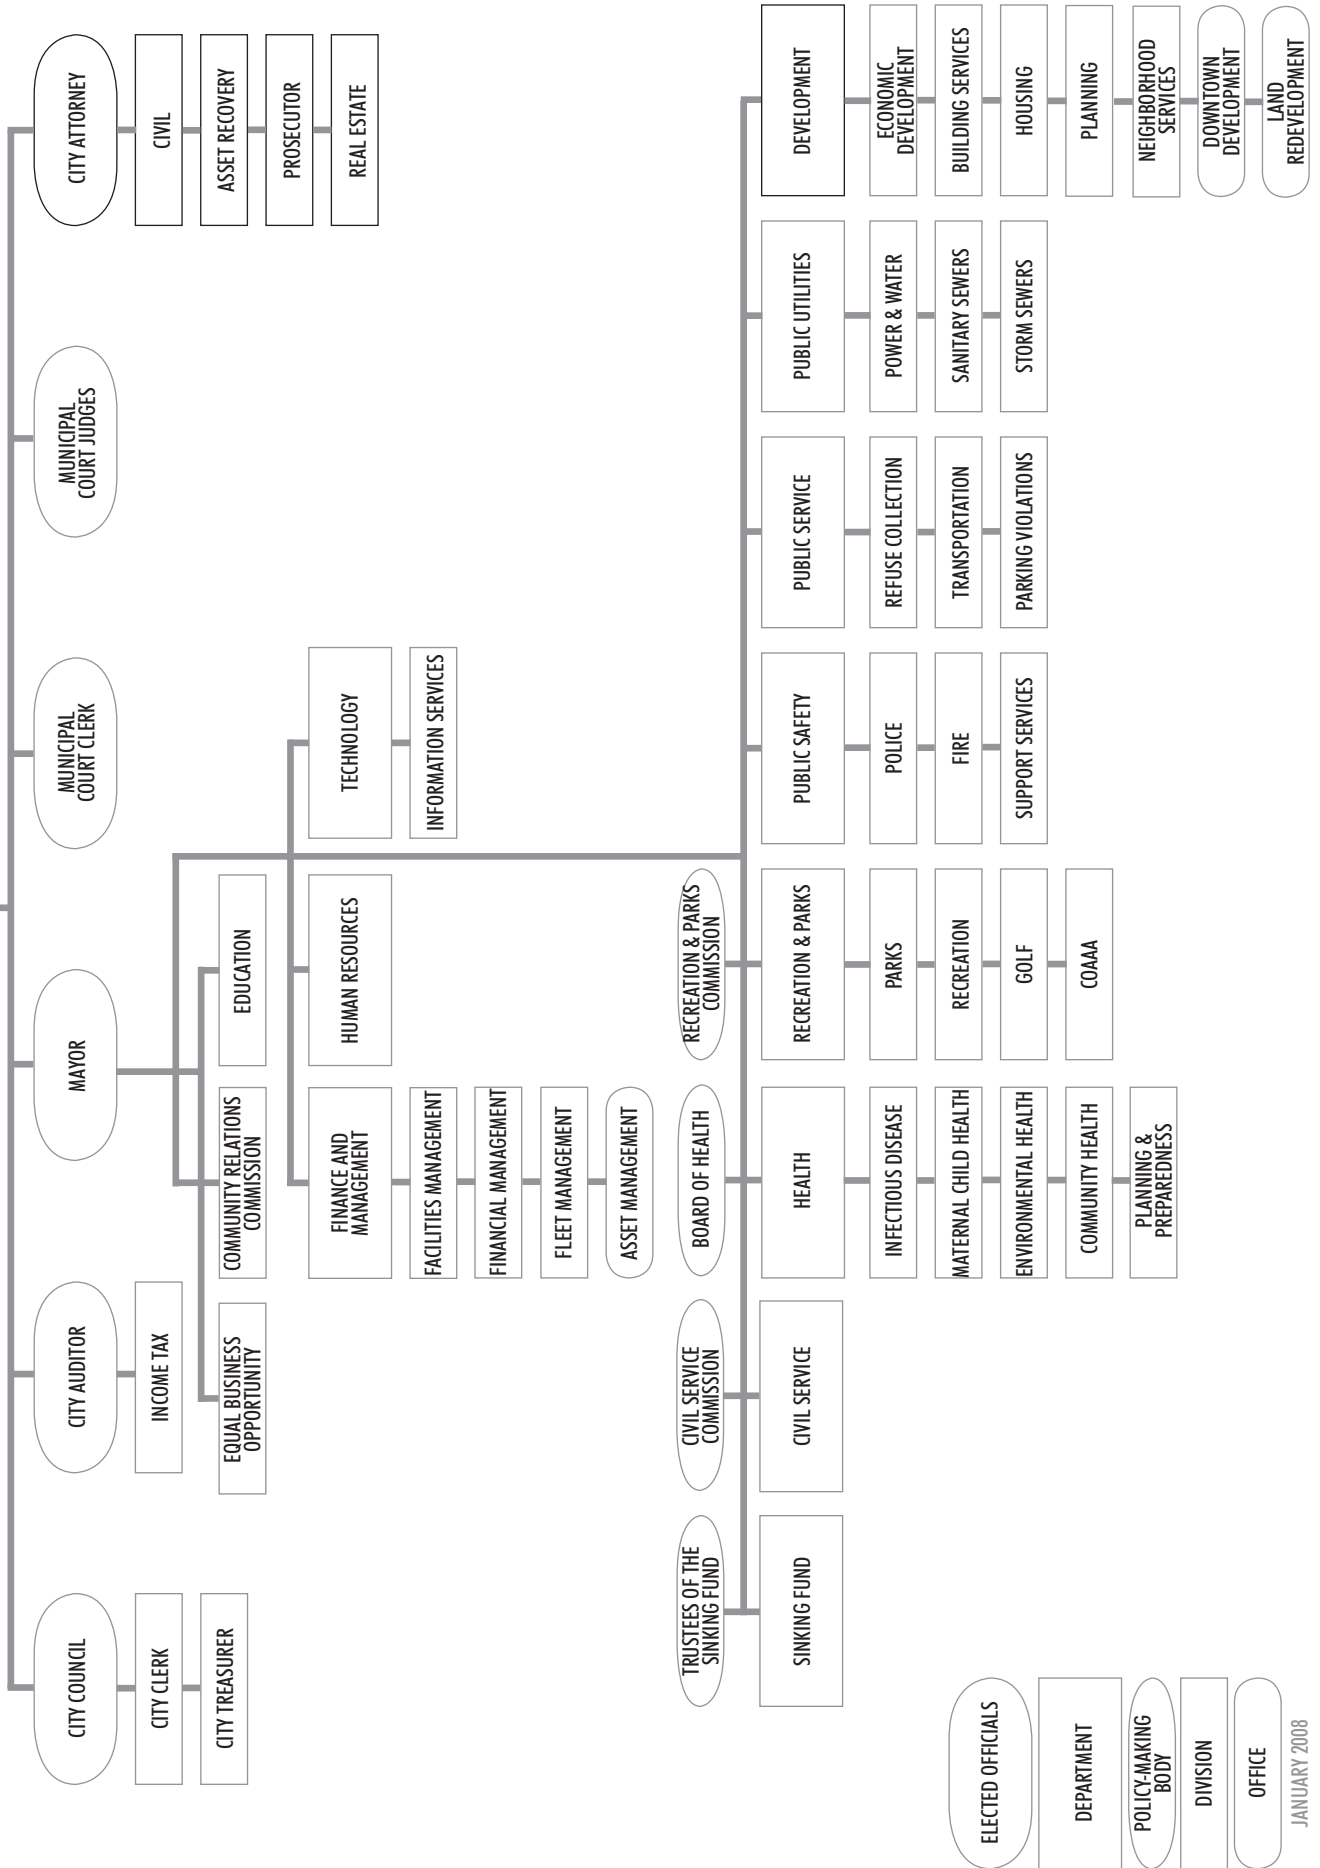 CITY COUNCIL
CITY CLERK
CITY TREASURER
CITY AUDITOR
INCOME TAX
MAYOR
EQUAL BUSINESS
OPPORTUNITY
COMMUNITY RELATIONS
COMMISSION
EDUCATION
MUNICIPAL
COURT CLERK
MUNICIPAL
COURT JUDGES
CITY ATTORNEY
CIVIL
ASSET RECOVERY
PROSECUTOR
REAL ESTATE
FINANCE AND
MANAGEMENT
FACILITIES MANAGEMENT
FINANCIAL MANAGEMENT
FLEET MANAGEMENT
ASSET MANAGEMENT
HUMAN RESOURCES
TECHNOLOGY
INFORMATION SERVICES
TRUSTEES OF THE
SINKING FUND
SINKING FUND
CIVIL SERVICE
COMMISSION
CIVIL SERVICE
BOARD OF HEALTH
HEALTH
INFECTIOUS DISEASE
MATERNAL CHILD HEALTH
ENVIRONMENTAL HEALTH
COMMUNITY HEALTH
PLANNING &
PREPAREDNESS
RECREATION & PARKS
COMMISSION
RECREATION & PARKS
PARKS
RECREATION
GOLF
COAAA
PUBLIC SAFETY
POLICE
FIRE
SUPPORT SERVICES
PUBLIC SERVICE
REFUSE COLLECTION
TRANSPORTATION
PARKING VIOLATIONS
PUBLIC UTILITIES
POWER & WATER
SANITARY SEWERS
STORM SEWERS
DEVELOPMENT
ECONOMIC
DEVELOPMENT
BUILDING SERVICES
HOUSING
PLANNING
NEIGHBORHOOD
SERVICES
DOWNTOWN
DEVELOPMENT
LAND
REDEVELOPMENT
ELECTED OFFICIALS
DEPARTMENT
POLICY-MAKING
BODY
DIVISION
OFFICE
JANUARY 2008